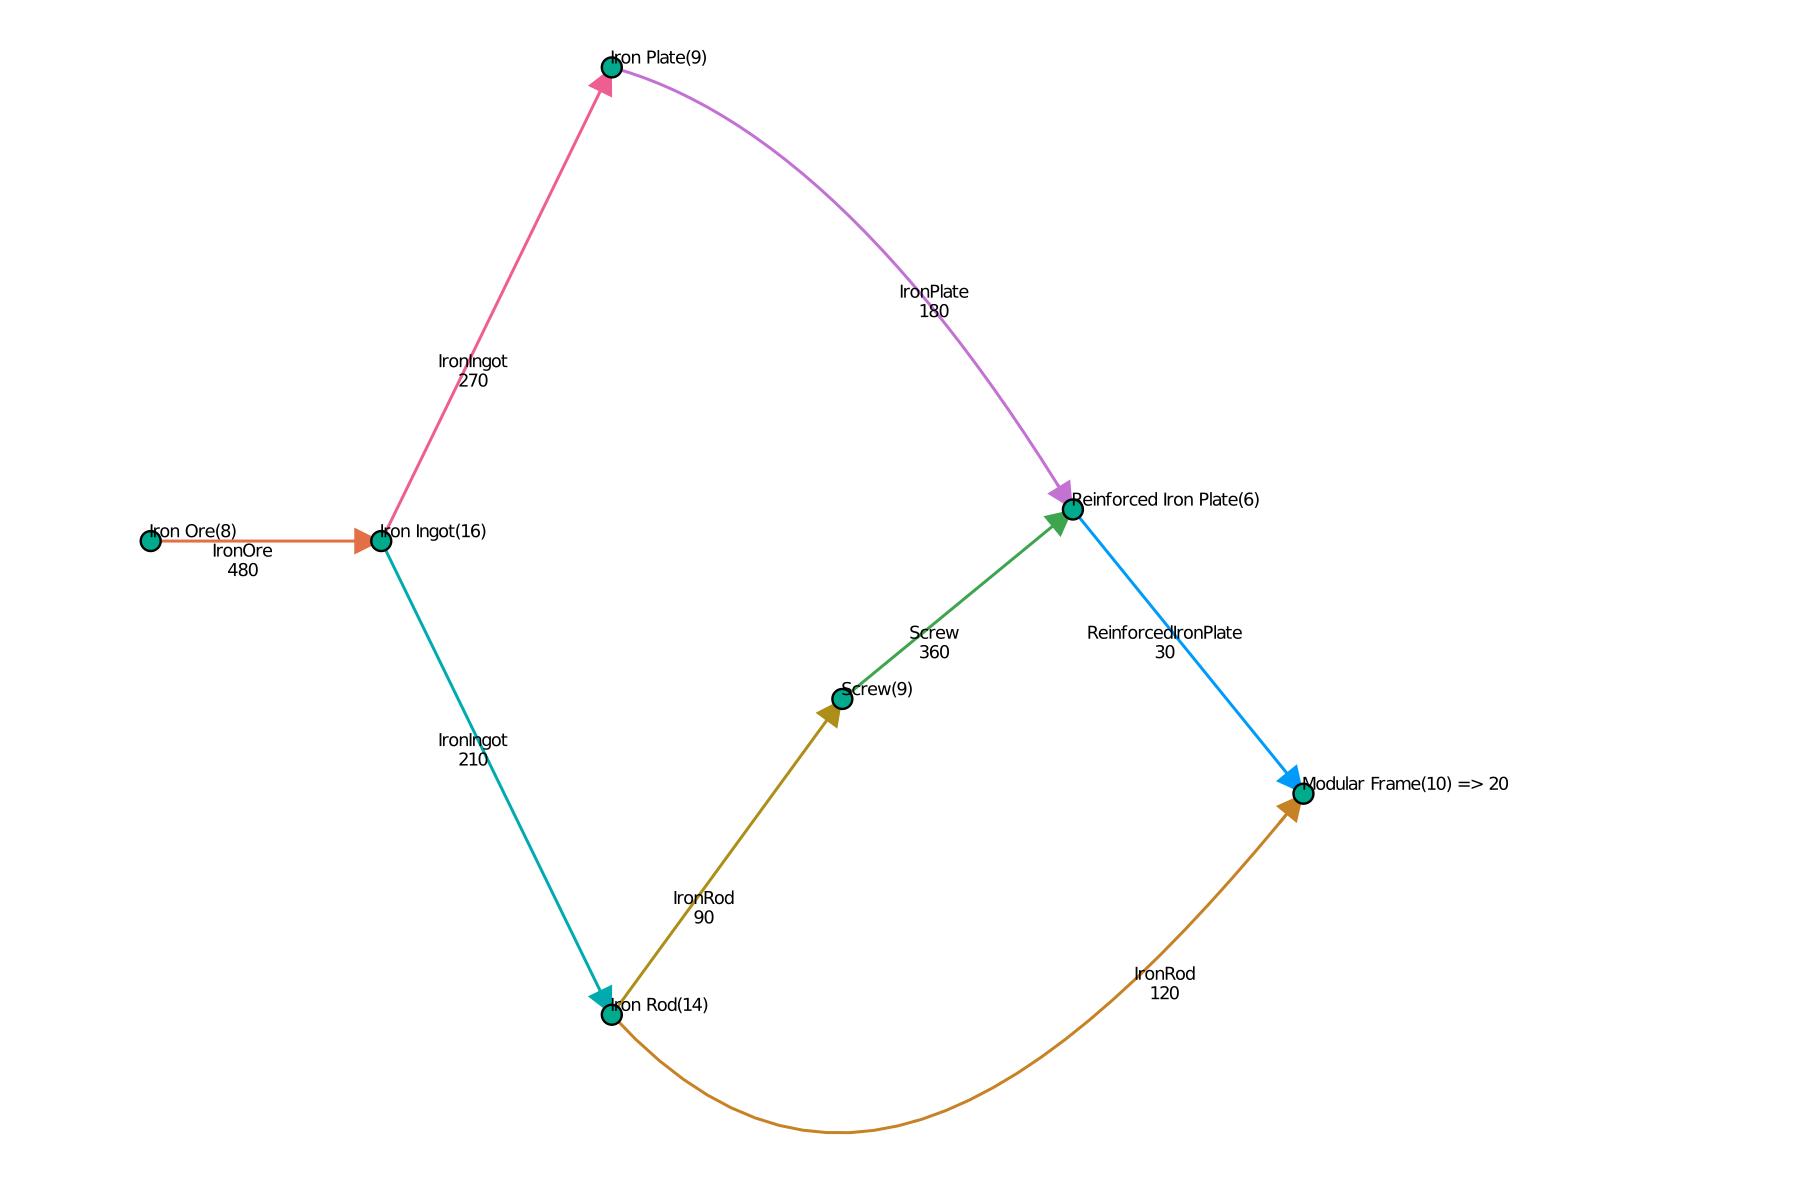 Iron Plate(9)
IronPlate
180
IronIngot
270
Reinforced Iron Plate(6)
Iron Ore(8)
Iron Ingot(16)
IronOre
480
Screw
360
ReinforcedIronPlate
30
Screw(9)
IronIngot
210
Modular Frame(10) => 20
IronRod
90
IronRod
120
Iron Rod(14)